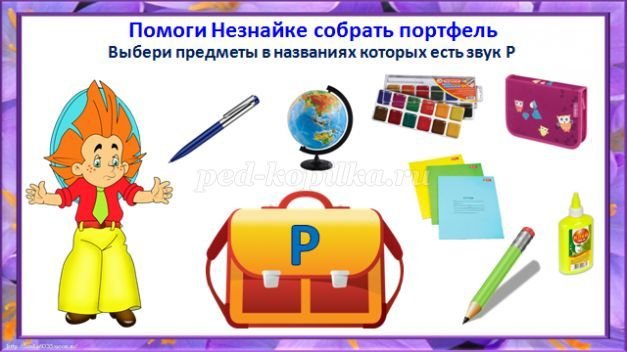 Помоги Незнайке собрать портфель
Выбери предметы в названиях которых есть звук Р
ped-kopilka.ru
Р